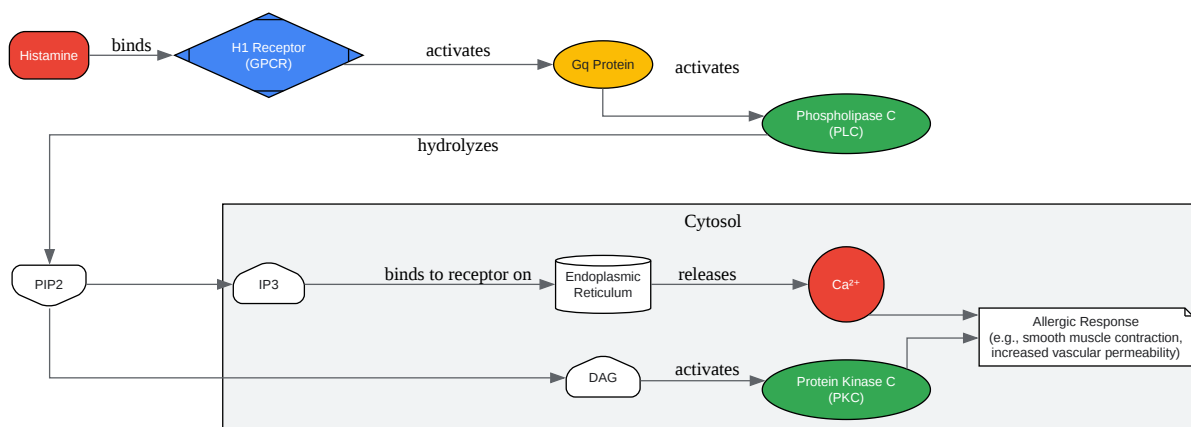 Histamine
binds
H1 Receptor
(GPCR)
activates
Gq Protein
activates
Phospholipase C
(PLC)
hydrolyzes
Cytosol
PIP2
IP3
binds to receptor on
Endoplasmic
Reticulum
releases
Ca²⁺
Allergic Response
(e.g., smooth muscle contraction,
increased vascular permeability)
DAG
activates
Protein Kinase C
(PKC)